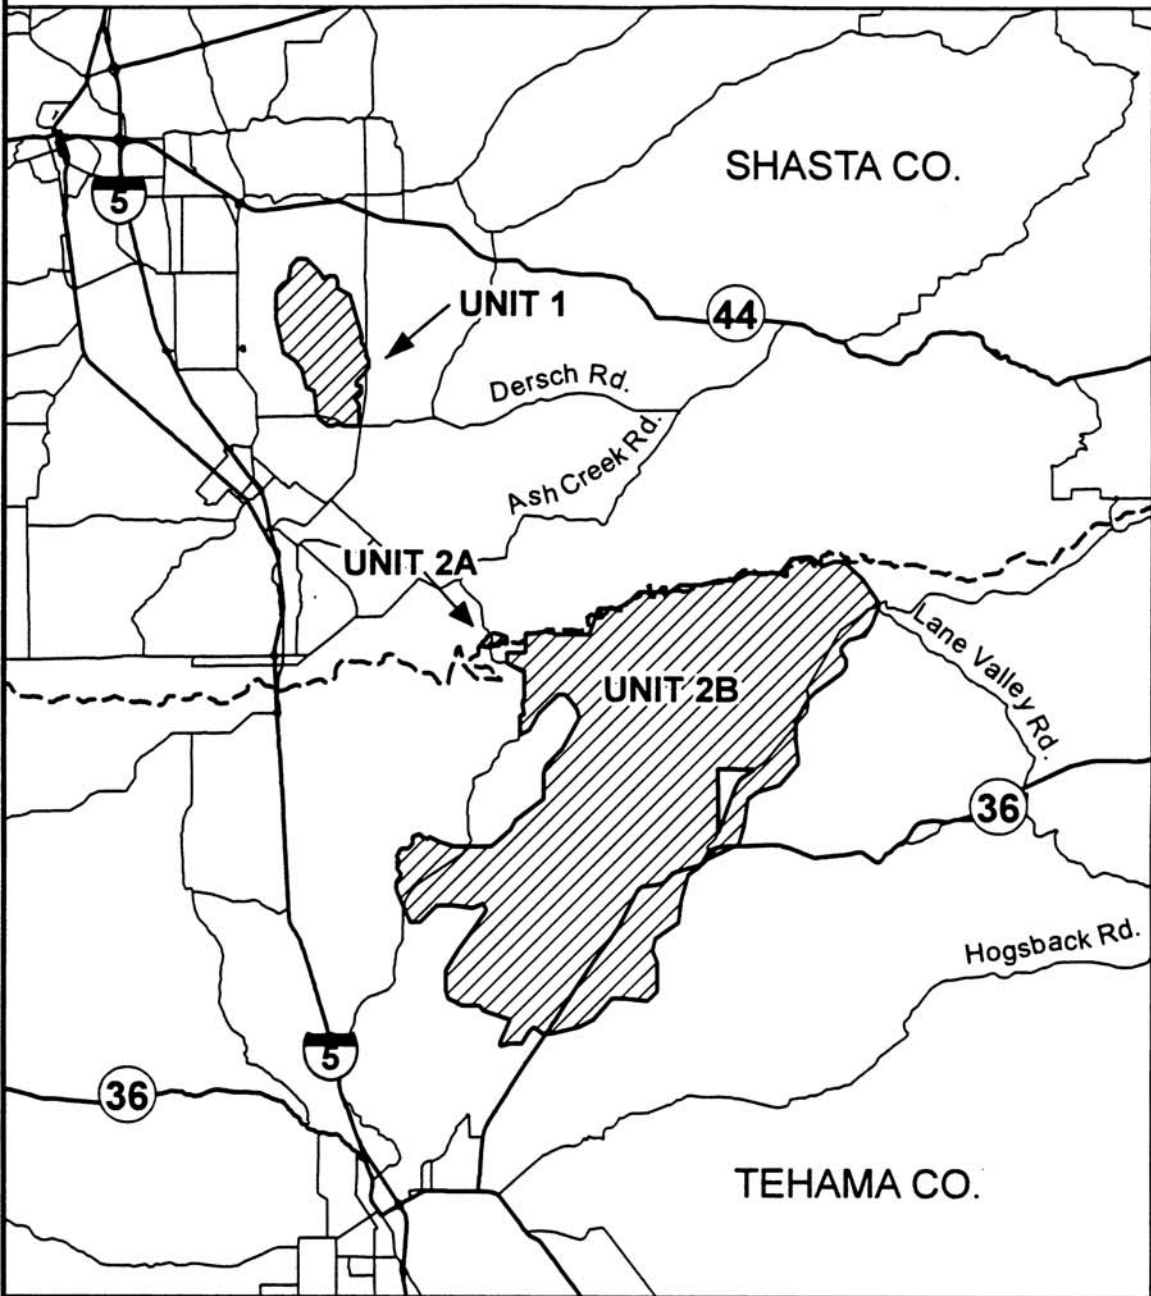 SHASTA CO.
5
UNIT 1
44
Dersch Rd.
Ash Creek Rd.
UNIT 2A
Lane Valley Rd.
UNIT 2B
36
Hogsback Rd.
5
36
TEHAMA CO.